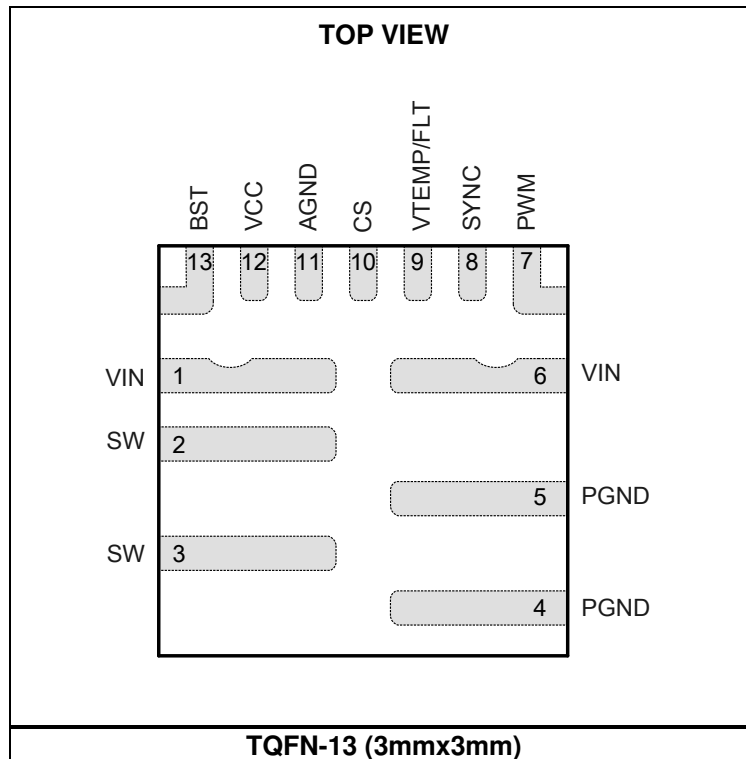 TOP VIEW
BST
VCC
AGND
CS
VTEMP/FLT
SYNC
PWM
13
12
11
10
9
8
7
VIN 1
6 VIN
SW 2
5 PGND
SW 3
4 PGND
TQFN-13 (3mmx3mm)